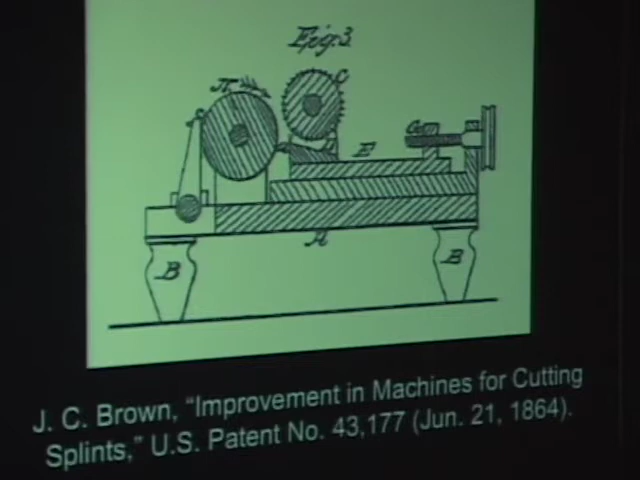 Fig. 3.
C
E
G
A
B
B
J. C. Brown, “Improvement in Machines for Cutting
Splints,” U.S. Patent No. 43,177 (Jun. 21, 1864).